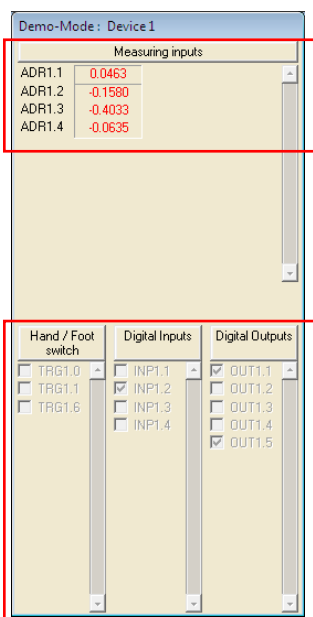 Demo-Mode : Device 1
Measuring inputs
ADR1.1 0.0463
ADR1.2 -0.1580
ADR1.3 -0.4033
ADR1.4 -0.0635
Hand / Foot
switch
Digital Inputs
Digital Outputs
TRG1.0
TRG1.1
TRG1.6
INP1.1
INP1.2
INP1.3
INP1.4
OUT1.1
OUT1.2
OUT1.3
OUT1.4
OUT1.5